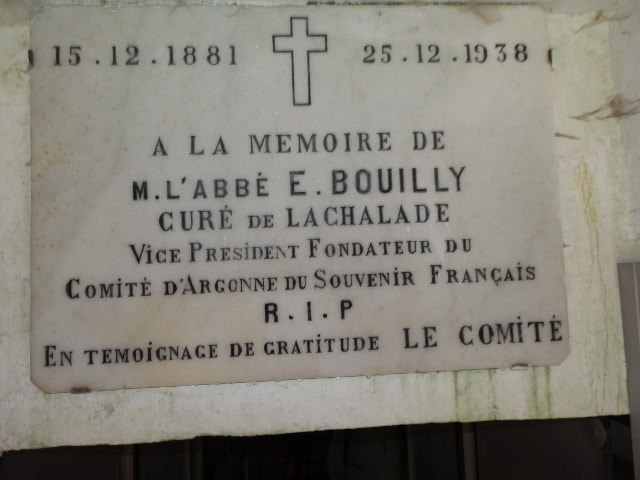 15.12.1881 25.12.1938
A LA MEMOIRE DE
M. L'ABBÉ E. BOUILLY
CURÉ DE LACHALADE
VICE PRESIDENT FONDATEUR DU
COMITÉ D'ARGONNE DU SOUVENIR FRANÇAIS
R.I.P
EN TEMOIGNAGE DE GRATITUDE LE COMITÉ